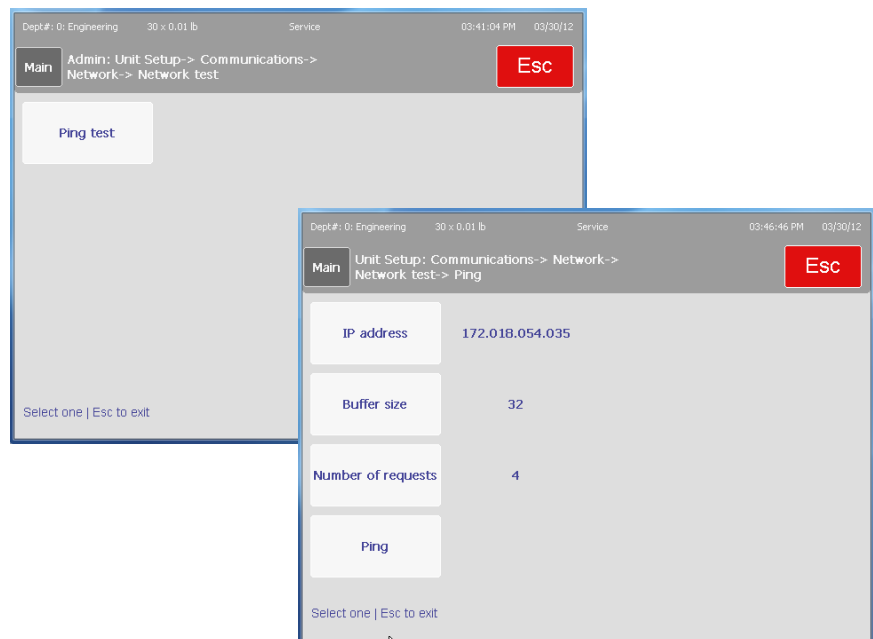 Dept#: 0: Engineering 30 x 0.01 lb Service 03:41:04 PM 03/30/12
Main
Admin: Unit Setup-> Communications->
Network-> Network test
Esc
Ping test
Select one | Esc to exit
Dept#: 0: Engineering 30 x 0.01 lb Service 03:46:46 PM 03/30/12
Main
Unit Setup: Communications-> Network->
Network test-> Ping
Esc
IP address 172.018.054.035
Buffer size 32
Number of requests 4
Ping
Select one | Esc to exit